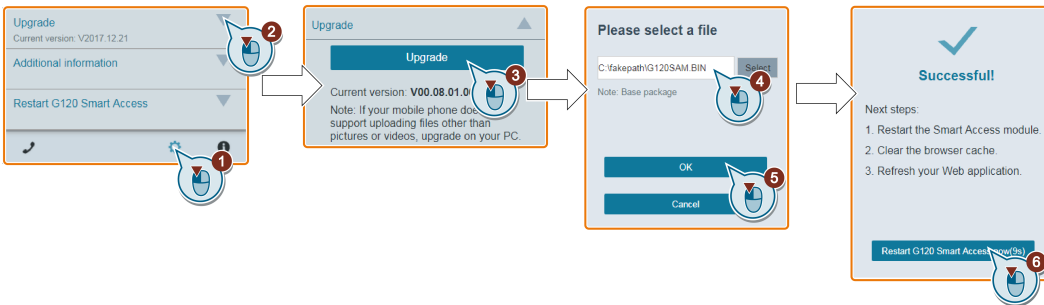 Upgrade
Current version: V2017.12.21
2
Additional information
Restart G120 Smart Access
1
Upgrade
Upgrade
3
Current version: V00.08.01.0
Note: If your mobile phone doe
support uploading files other than
pictures or videos, upgrade on your PC.
Please select a file
C:\fakepath\G120SAM.BIN
Select
4
Note: Base package
OK
5
Cancel
Successful!
Next steps:
1. Restart the Smart Access module.
2. Clear the browser cache.
3. Refresh your Web application.
Restart G120 Smart Access now(9s)
6